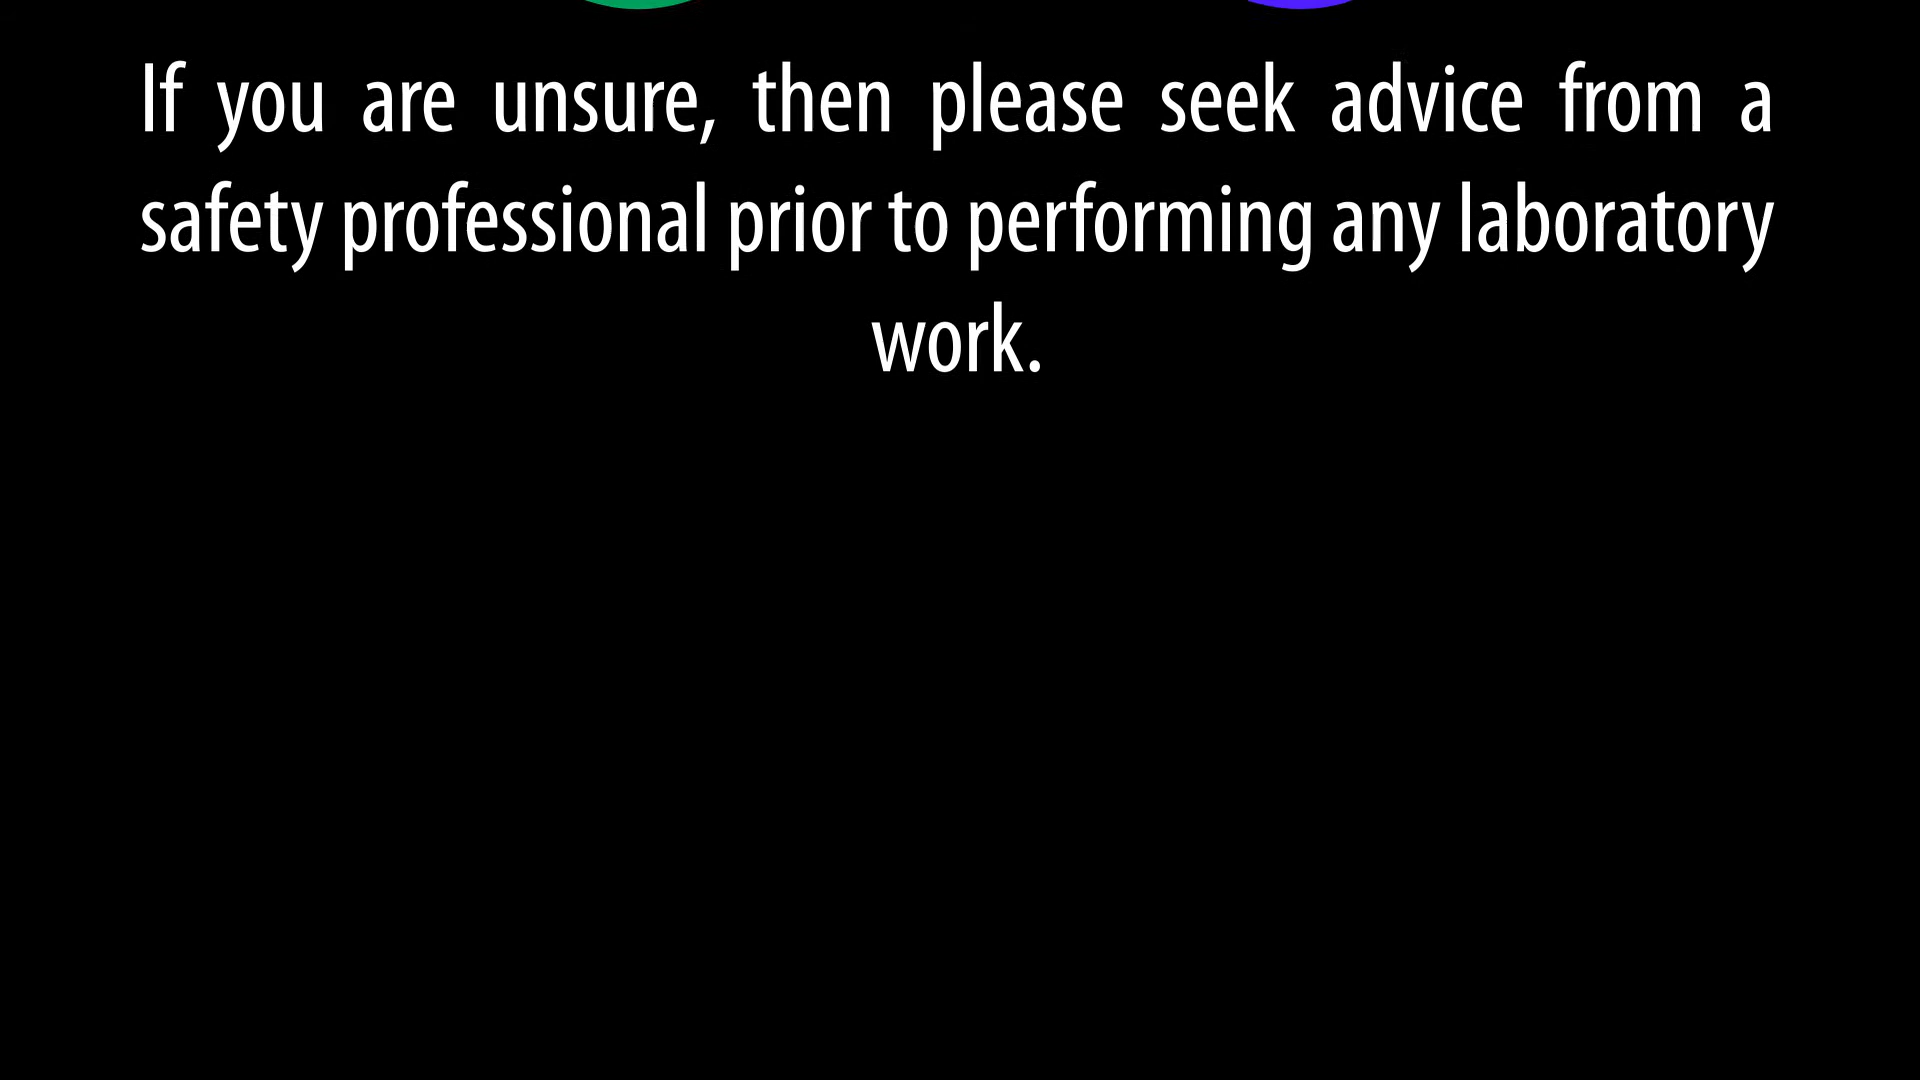 If you are unsure, then please seek advice from a
safety professional prior to performing any laboratory
work.